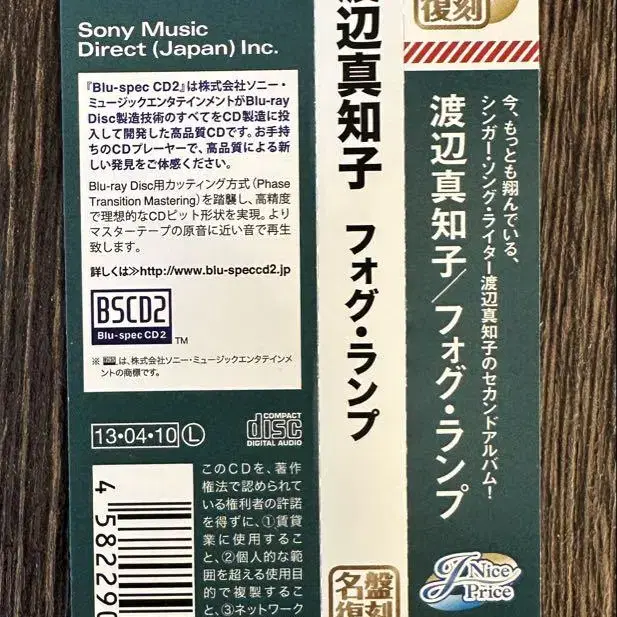 Sony Music
Direct (Japan) Inc.
『Blu-spec CD2』は株式会社ソニー・
ミュージックエンタテインメントがBlu-ray
Disc製造技術のすべてをCD製造に投
入して開発した高品質CDです。お手持
ちのCDプレーヤーで、高品質による新
しい発見をご体感ください。
Blu-ray Disc用カッティング方式(Phase
Transition Mastering)を踏襲し、高精度
で理想的なCDピット形状を実現。より
マスターテープの原音に近い音で再生
致します。
詳しくは≫http://www.blu-speccd2.jp
BSCD2
Blu-spec CD2
TM
※ は、株式会社ソニー・ミュージックエンタテインメ
ントの商標です。
13・04・10 L
COMPACT
disc
DIGITAL AUDIO
4 582290
このCDを、著作
権法で認められて
いる権利者の許諾
を得ずに、①賃貸
業に使用するこ
と、②個人的な範
囲を超える使用目
的で複製するこ
と、③ネットワーク
渡辺真知子 フォグ・ランプ
名盤
復刻
復刻
今、もっとも翔んでいる、
シンガー・ソング・ライター渡辺真知子のセカンドアルバム!
渡辺真知子/フォグ・ランプ
Nice
Price